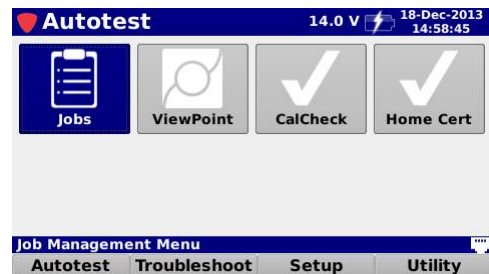 Autotest 14.0 V 18-Dec-2013
14:58:45
Jobs ViewPoint CalCheck Home Cert
Job Management Menu
Autotest Troubleshoot Setup Utility